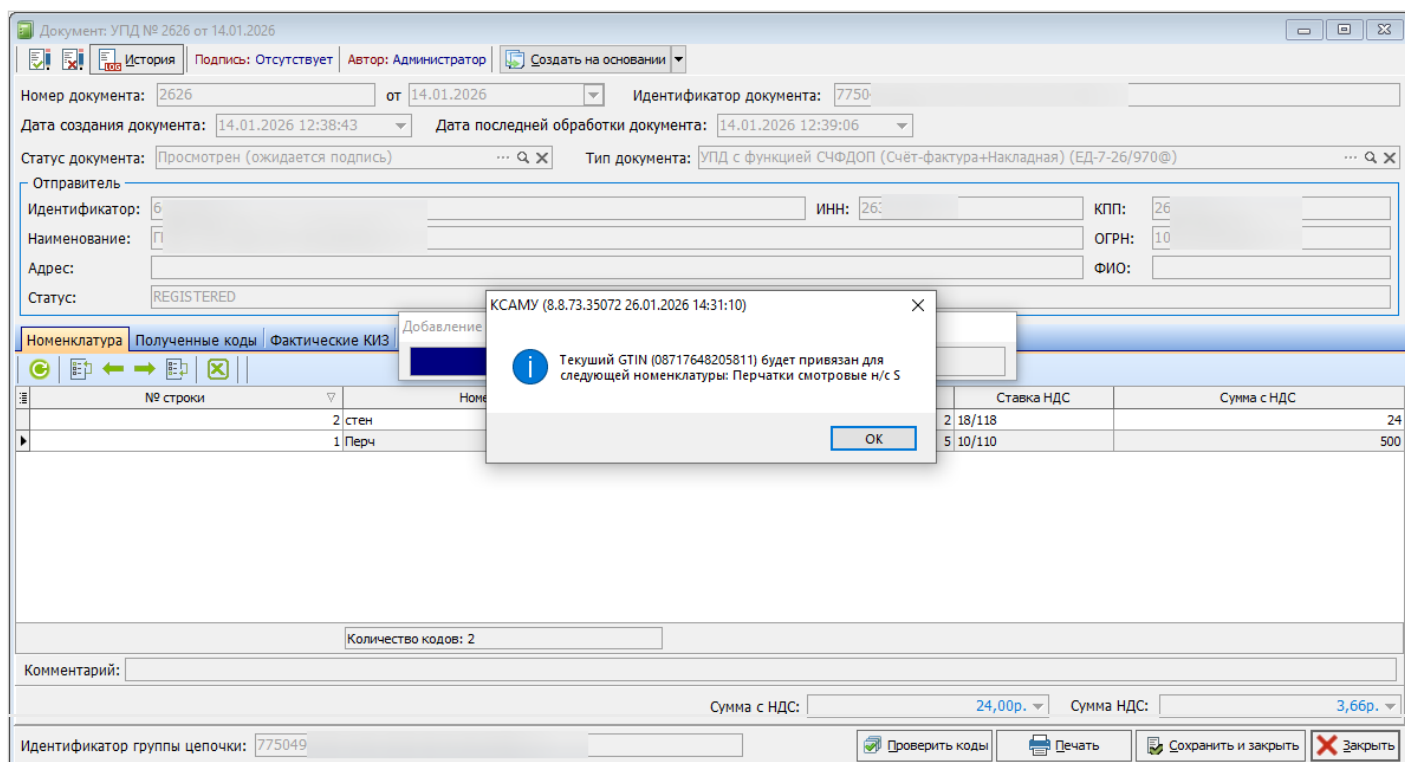 Документ: УПД № 2626 от 14.01.2026
История Подпись: Отсутствует Автор: Администратор Создать на основании
Номер документа: 2626 от 14.01.2026 Идентификатор документа: 7750
Дата создания документа: 14.01.2026 12:38:43 Дата последней обработки документа: 14.01.2026 12:39:06
Статус документа: Просмотрен (ожидается подпись) Тип документа: УПД с функцией СЧФДОП (Счёт-фактура+Накладная) (ЕД-7-26/970@)
Отправитель
Идентификатор: 6 ИНН: 263 КПП: 26
Наименование: ОГРН: 10
Адрес: ФИО:
Статус: REGISTERED
КСАМУ (8.8.73.35072 26.01.2026 14:31:10)
Добавление
Текущий GTIN (08717648205811) будет привязан для
следующей номенклатуры: Перчатки смотровые н/с S
OK
Номенклатура Полученные коды Фактические КИЗ
№ строки Номе Ставка НДС Сумма с НДС
2 стен 2 18/118 24
1 Перч 5 10/110 500
Количество кодов: 2
Комментарий:
Сумма с НДС: 24,00р. Сумма НДС: 3,66р.
Идентификатор группы цепочки: 775049 Проверить коды Печать Сохранить и закрыть Закрыть